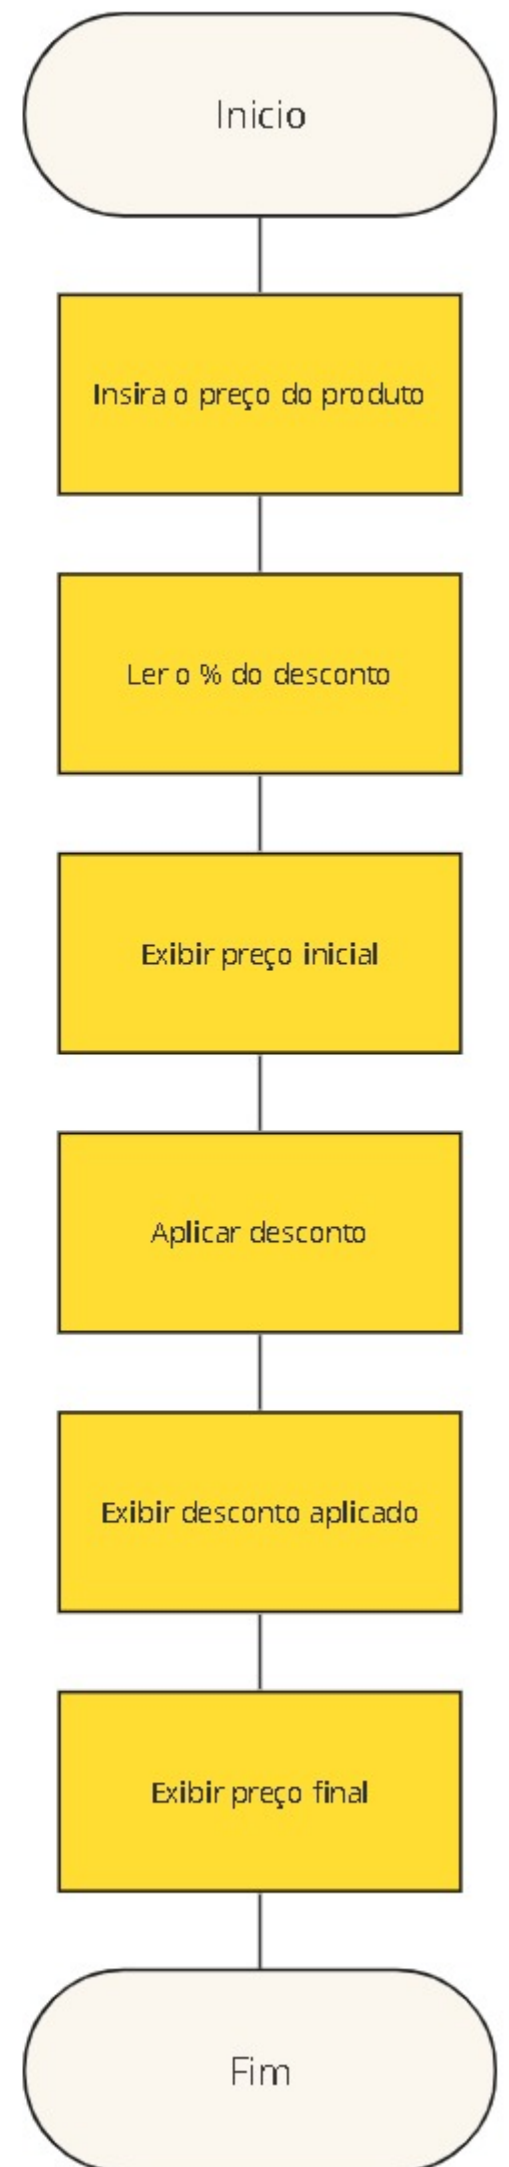 Inicio
Insira o preço do produto
Ler o % do desconto
Exibir preço inicial
Aplicar desconto
Exibir desconto aplicado
Exibir preço final
Fim